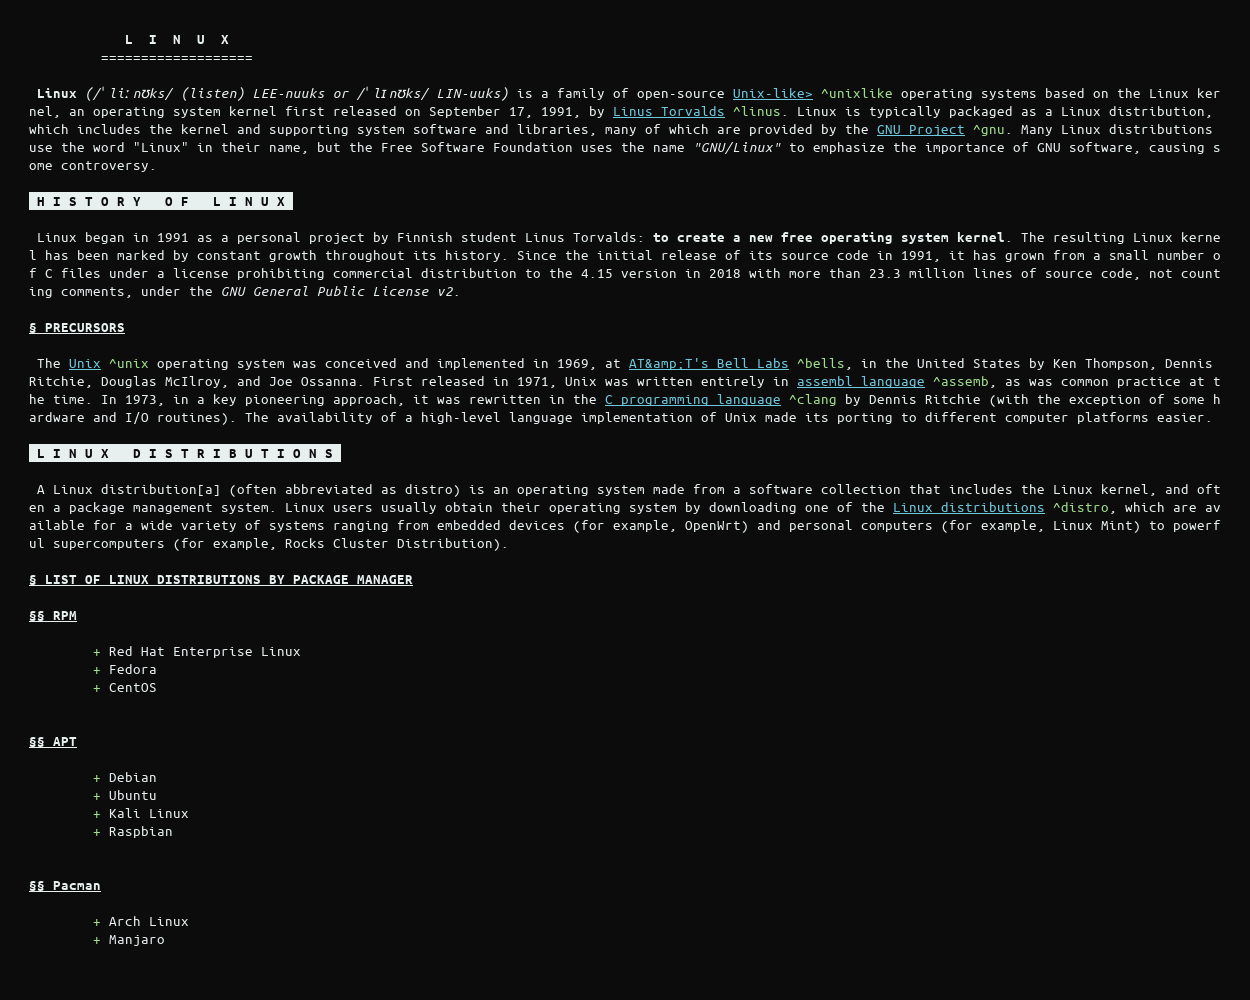 L I N U X
===================
Linux (/ˈliːnʊks/ (listen) LEE-nuuks or /ˈlɪnʊks/ LIN-uuks) is a family of open-source Unix-like> ^unixlike operating systems based on the Linux ker
nel, an operating system kernel first released on September 17, 1991, by Linus Torvalds ^linus. Linux is typically packaged as a Linux distribution,
which includes the kernel and supporting system software and libraries, many of which are provided by the GNU Project ^gnu. Many Linux distributions
use the word "Linux" in their name, but the Free Software Foundation uses the name "GNU/Linux" to emphasize the importance of GNU software, causing s
ome controversy.
H I S T O R Y   O F   L I N U X
Linux began in 1991 as a personal project by Finnish student Linus Torvalds: to create a new free operating system kernel. The resulting Linux kerne
l has been marked by constant growth throughout its history. Since the initial release of its source code in 1991, it has grown from a small number o
f C files under a license prohibiting commercial distribution to the 4.15 version in 2018 with more than 23.3 million lines of source code, not count
ing comments, under the GNU General Public License v2.
§ PRECURSORS
The Unix ^unix operating system was conceived and implemented in 1969, at AT&amp;T's Bell Labs ^bells, in the United States by Ken Thompson, Dennis
Ritchie, Douglas McIlroy, and Joe Ossanna. First released in 1971, Unix was written entirely in assembl language ^assemb, as was common practice at t
he time. In 1973, in a key pioneering approach, it was rewritten in the C programming language ^clang by Dennis Ritchie (with the exception of some h
ardware and I/O routines). The availability of a high-level language implementation of Unix made its porting to different computer platforms easier.
L I N U X   D I S T R I B U T I O N S
A Linux distribution[a] (often abbreviated as distro) is an operating system made from a software collection that includes the Linux kernel, and oft
en a package management system. Linux users usually obtain their operating system by downloading one of the Linux distributions ^distro, which are av
ailable for a wide variety of systems ranging from embedded devices (for example, OpenWrt) and personal computers (for example, Linux Mint) to powerf
ul supercomputers (for example, Rocks Cluster Distribution).
§ LIST OF LINUX DISTRIBUTIONS BY PACKAGE MANAGER
§§ RPM
+ Red Hat Enterprise Linux
+ Fedora
+ CentOS
§§ APT
+ Debian
+ Ubuntu
+ Kali Linux
+ Raspbian
§§ Pacman
+ Arch Linux
+ Manjaro